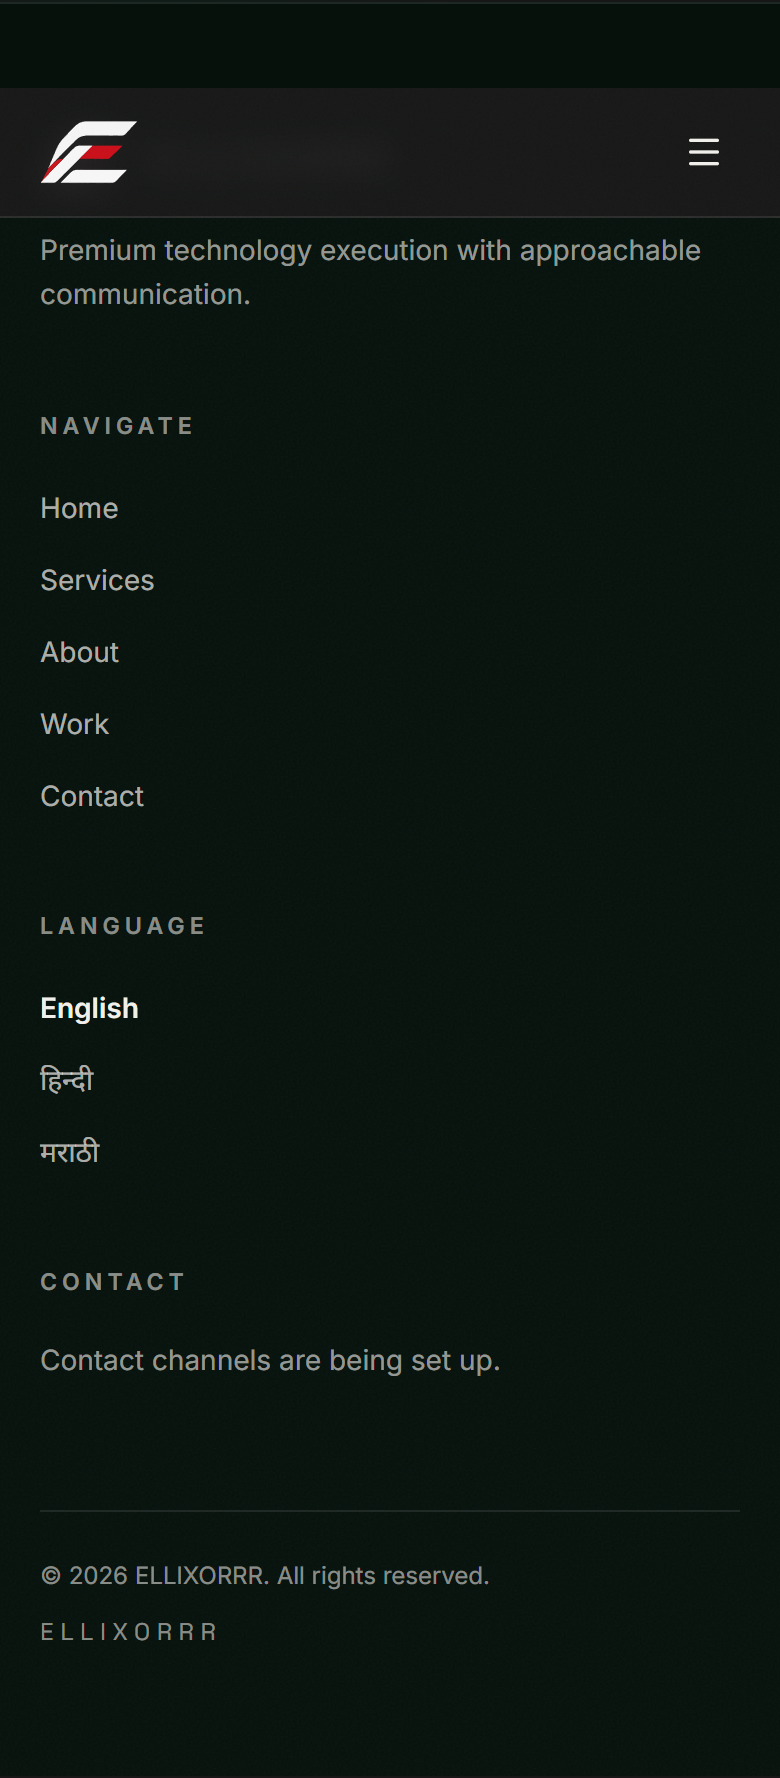 Premium technology execution with approachable
communication.
NAVIGATE
Home
Services
About
Work
Contact
LANGUAGE
English
हिन्दी
मराठी
CONTACT
Contact channels are being set up.
© 2026 ELLIXORRR. All rights reserved.
ELLIXORRR